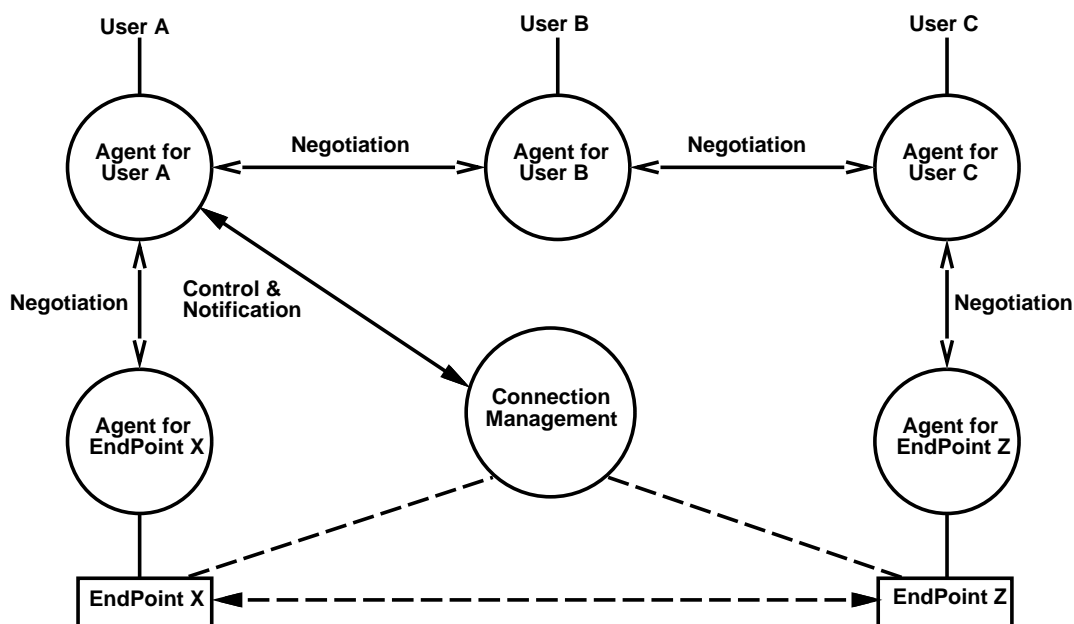 User A
User B
User C
Agent for
User A
Negotiation
Agent for
User B
Negotiation
Agent for
User C
Negotiation
Control &
Notification
Negotiation
Connection
Management
Agent for
EndPoint X
Agent for
EndPoint Z
EndPoint X
EndPoint Z